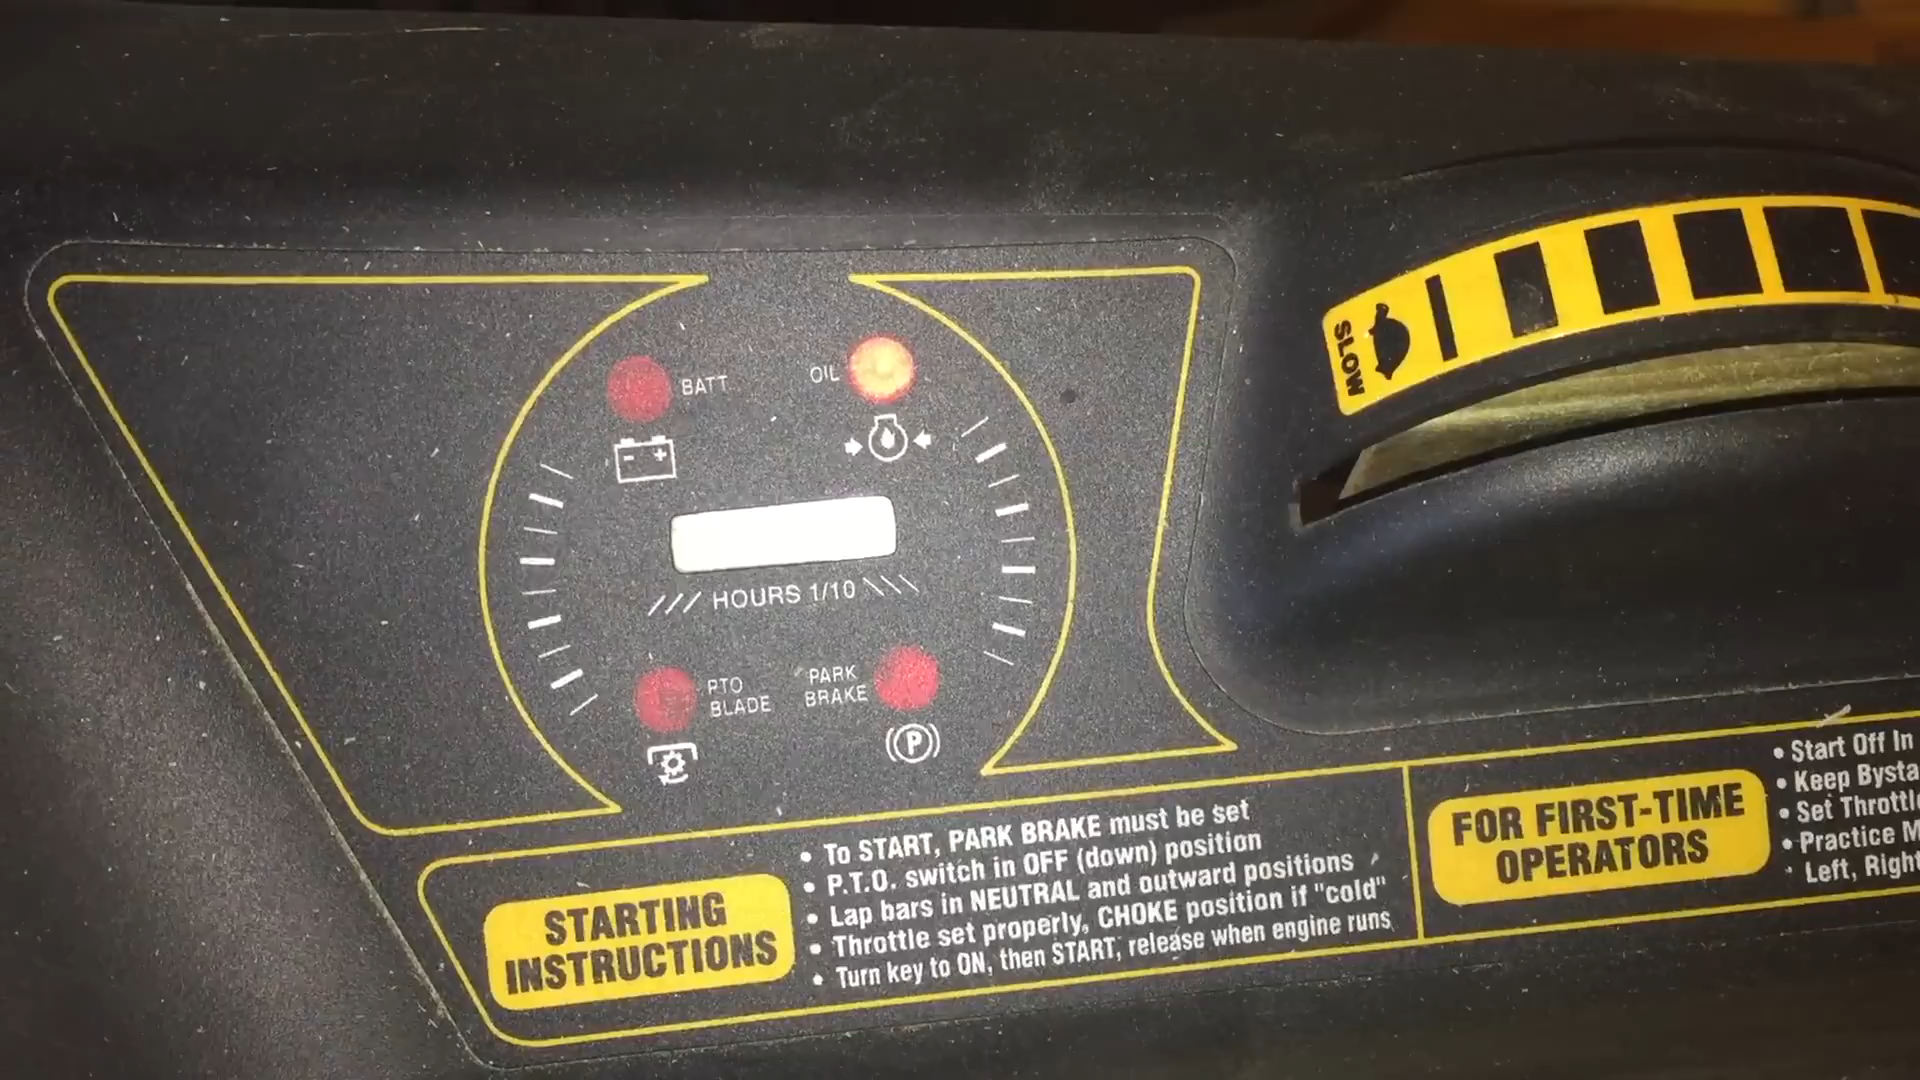 SLOW
BATT
OIL
HOURS 1/10
PTO
BLADE
PARK
BRAKE
P
STARTING
INSTRUCTIONS
• To START, PARK BRAKE must be set
• P.T.O. switch in OFF (down) position
• Lap bars in NEUTRAL and outward positions
• Throttle set properly, CHOKE position if "cold"
• Turn key to ON, then START, release when engine runs
FOR FIRST-TIME
OPERATORS
• Start Off In
• Keep
• Set
• Practice
Left,